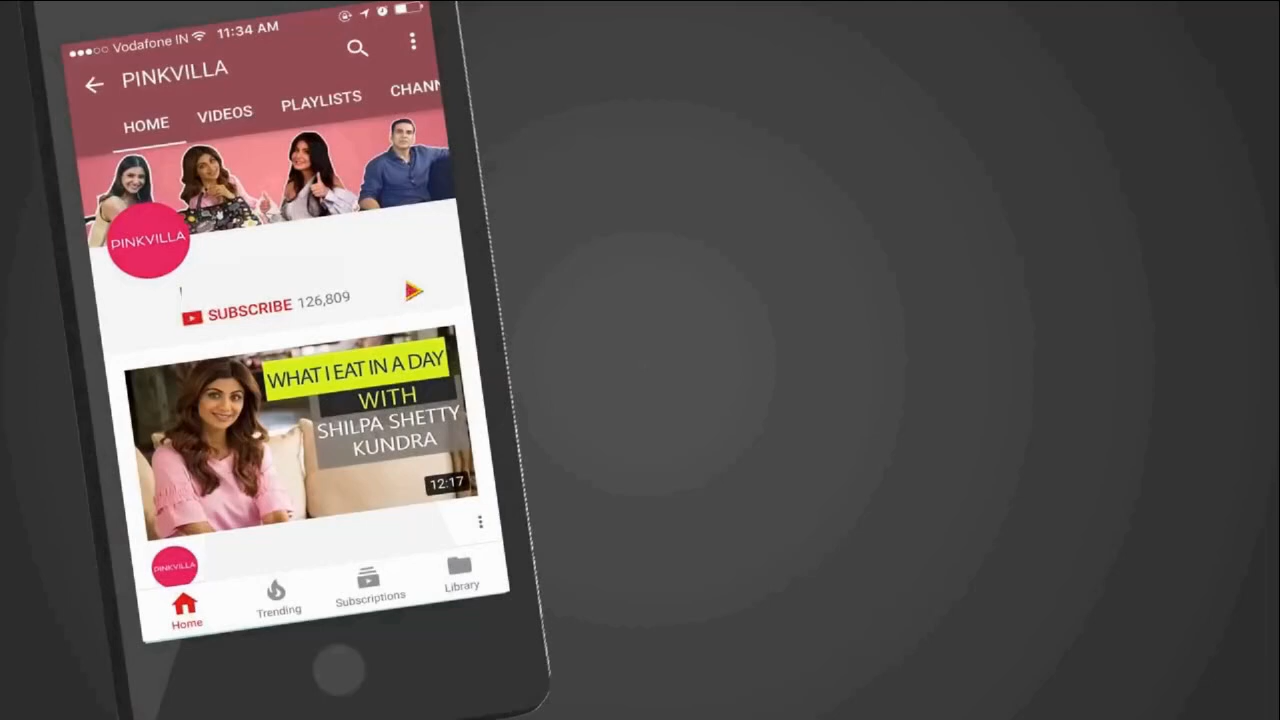 Vodafone IN 11:34 AM
PINKVILLA
HOME VIDEOS PLAYLISTS CHANN
PINKVILLA
SUBSCRIBE 126,809
WHAT I EAT IN A DAY
WITH
SHILPA SHETTY
KUNDRA
12:17
PINKVILLA
Home Trending Subscriptions Library